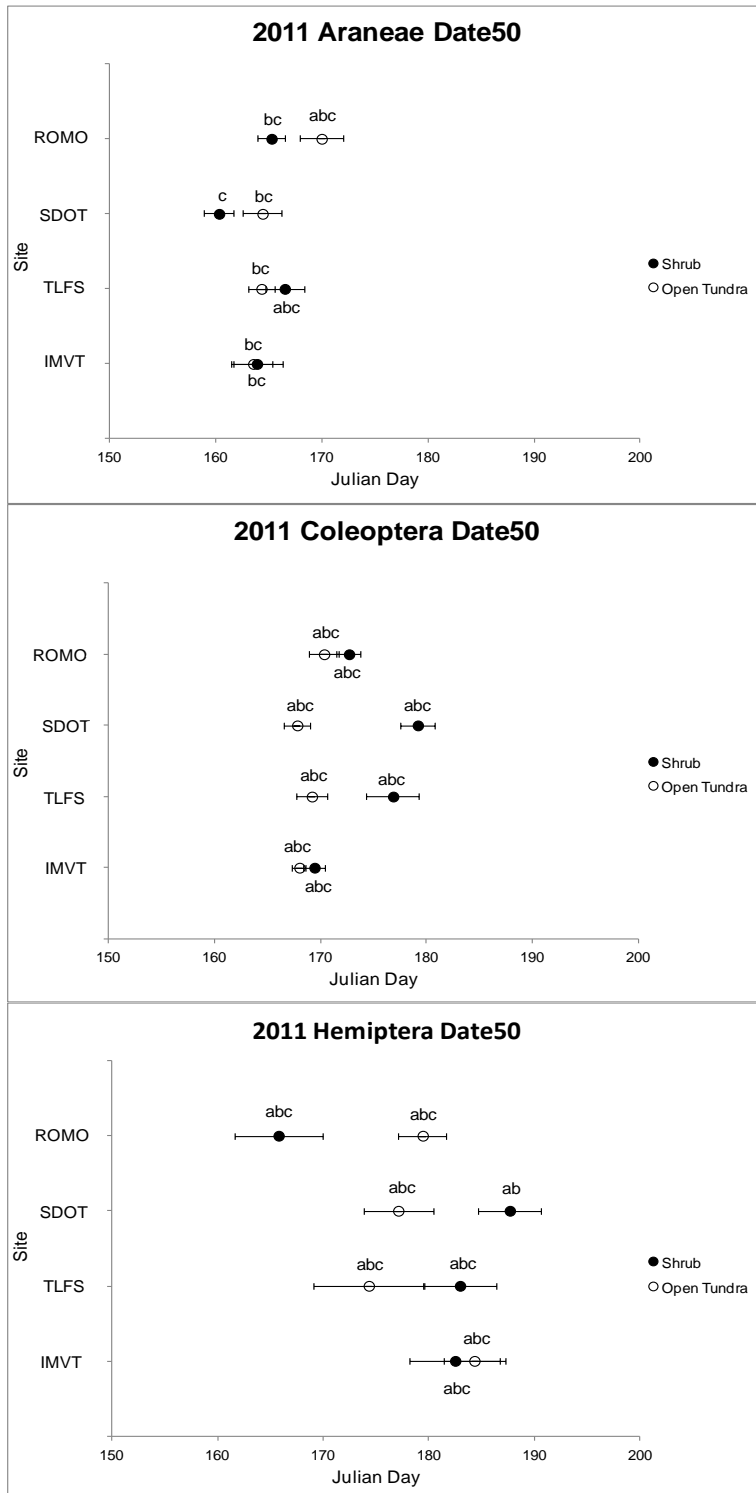 2011 Araneae Date50
bc abc
ROMO
c bc
SDOT
Site
bc
TLFS
abc
bc
IMVT
bc
Shrub
Open Tundra
150 160 170 180 190 200
Julian Day
2011 Coleoptera Date50
abc
ROMO
abc
abc abc
SDOT
Site
abc abc
TLFS
abc
IMVT
abc
Shrub
Open Tundra
150 160 170 180 190 200
Julian Day
2011 Hemiptera Date50
abc abc
ROMO
abc ab
SDOT
Site
abc abc
TLFS
abc
IMVT
abc
Shrub
Open Tundra
150 160 170 180 190 200
Julian Day